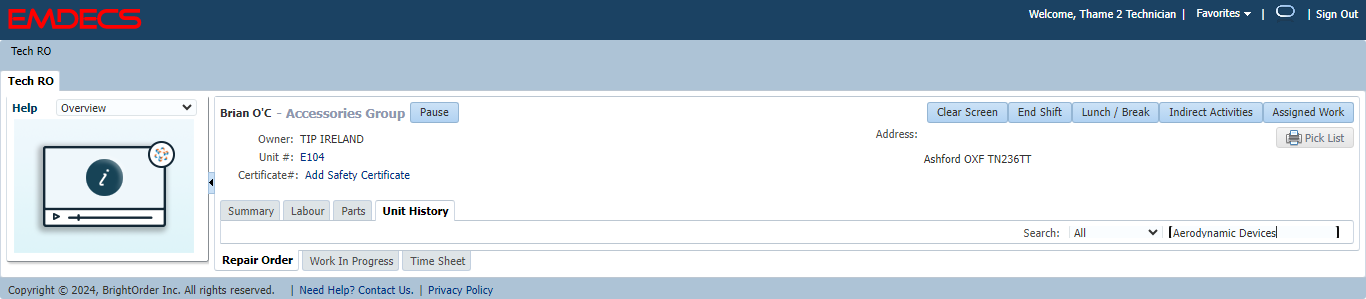 EMDECS
Welcome, Thame 2 Technician | Favorites | | Sign Out
Tech RO
Tech RO
Help Overview
Brian O'C - Accessories Group Pause Clear Screen End Shift Lunch / Break Indirect Activities Assigned Work
Owner: TIP IRELAND Address: Pick List
Unit #: E104 Ashford OXF TN236TT
Certificate#: Add Safety Certificate
i
Summary Labour Parts Unit History
Search: All Aerodynamic Devices
Repair Order Work In Progress Time Sheet
Copyright © 2024, BrightOrder Inc. All rights reserved. | Need Help? Contact Us. | Privacy Policy